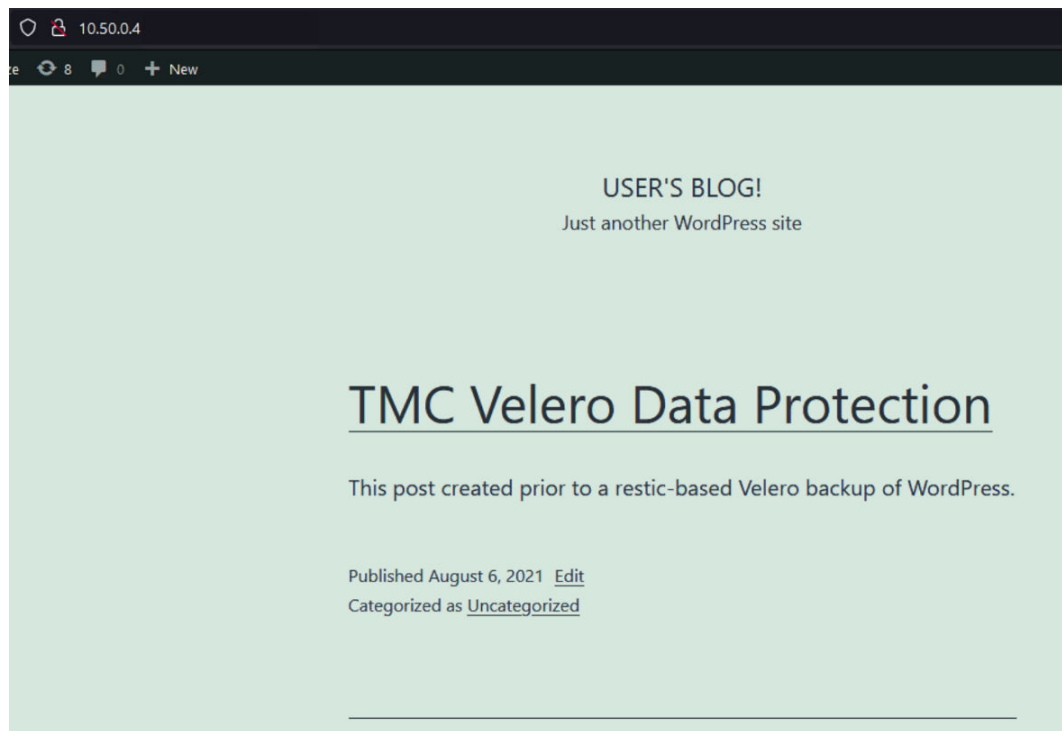 10.50.0.4
ze 8 0 New
USER'S BLOG!
Just another WordPress site
TMC Velero Data Protection
This post created prior to a restic-based Velero backup of WordPress.
Published August 6, 2021 Edit
Categorized as Uncategorized